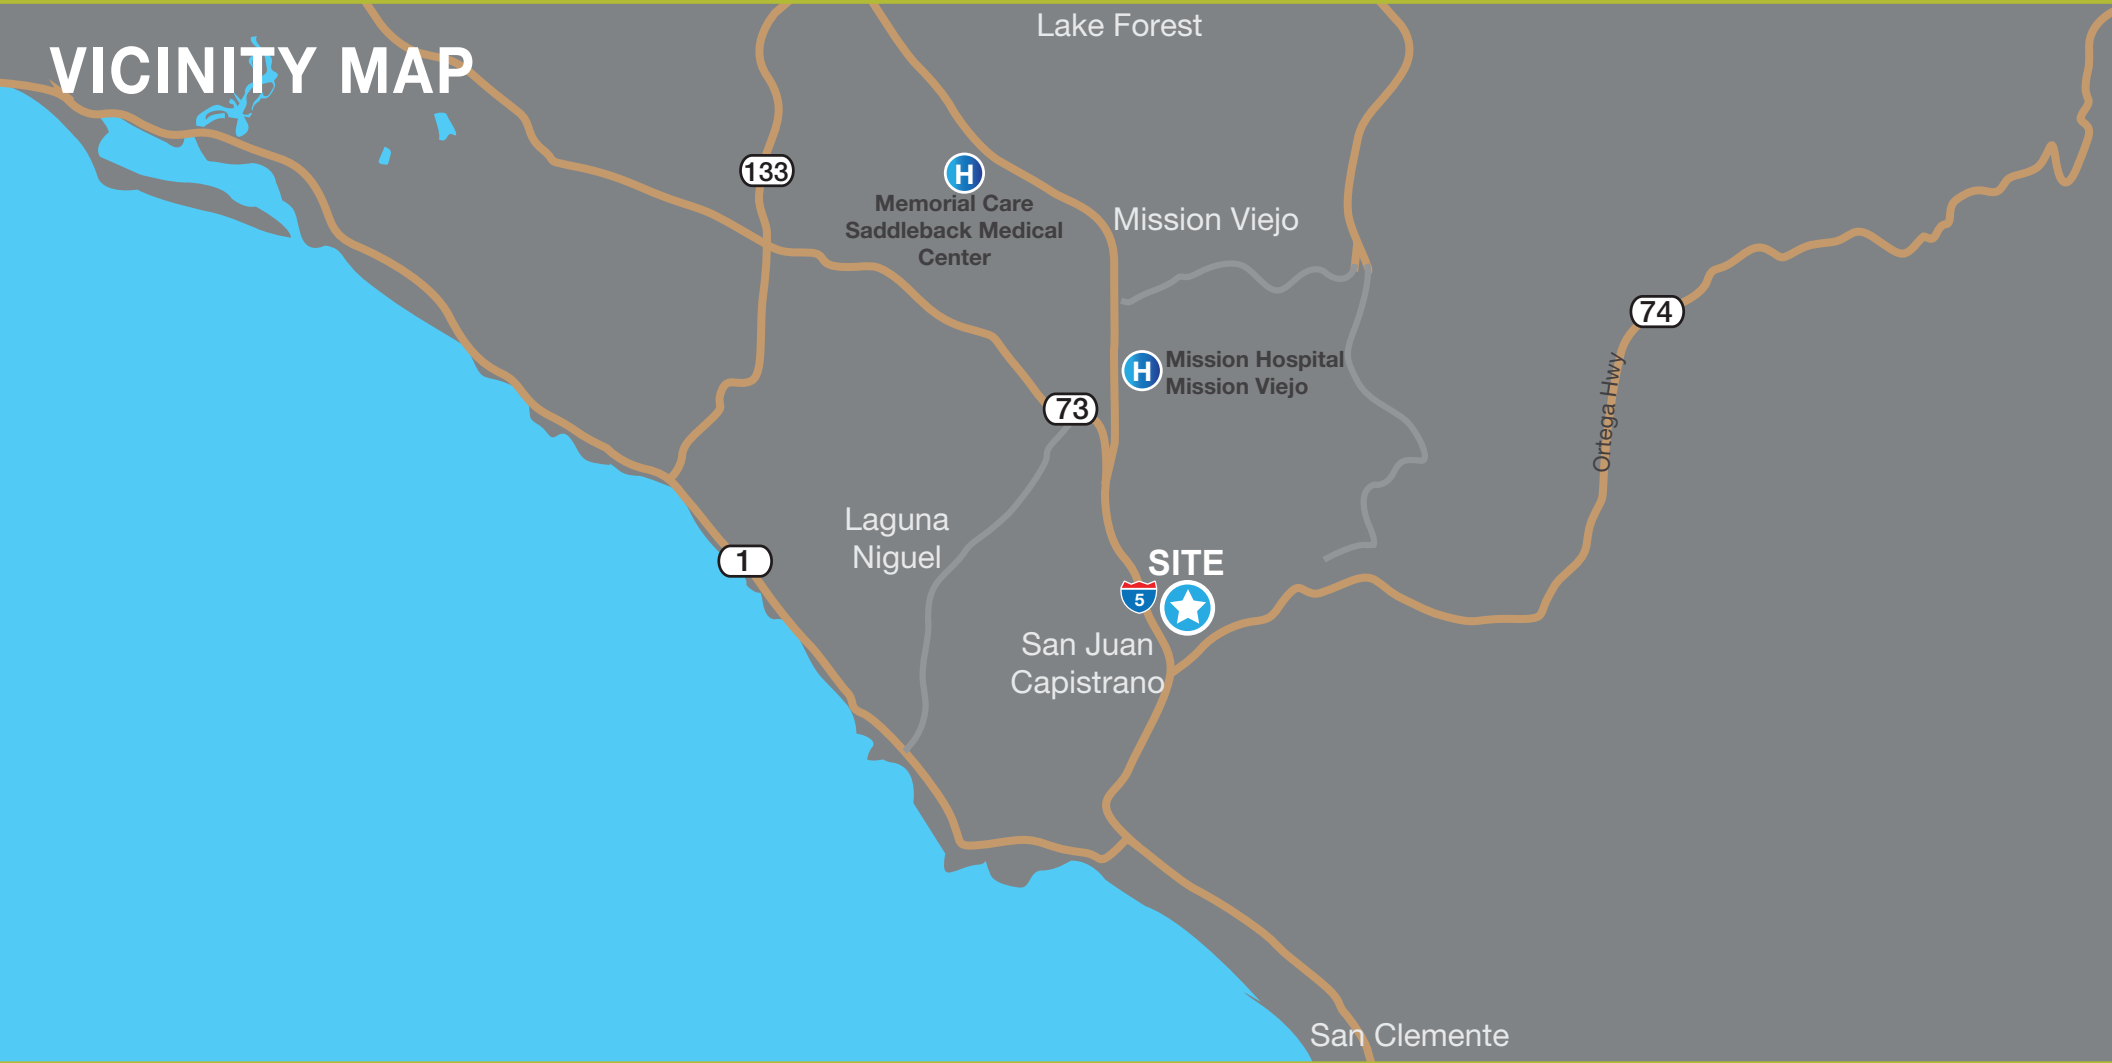 VICINITY MAP
Lake Forest
133
H
Memorial Care
Saddleback Medical
Center
Mission Viejo
74
Ortega Hwy
H
Mission Hospital
Mission Viejo
73
Laguna
Niguel
1
SITE
5
San Juan
Capistrano
San Clemente